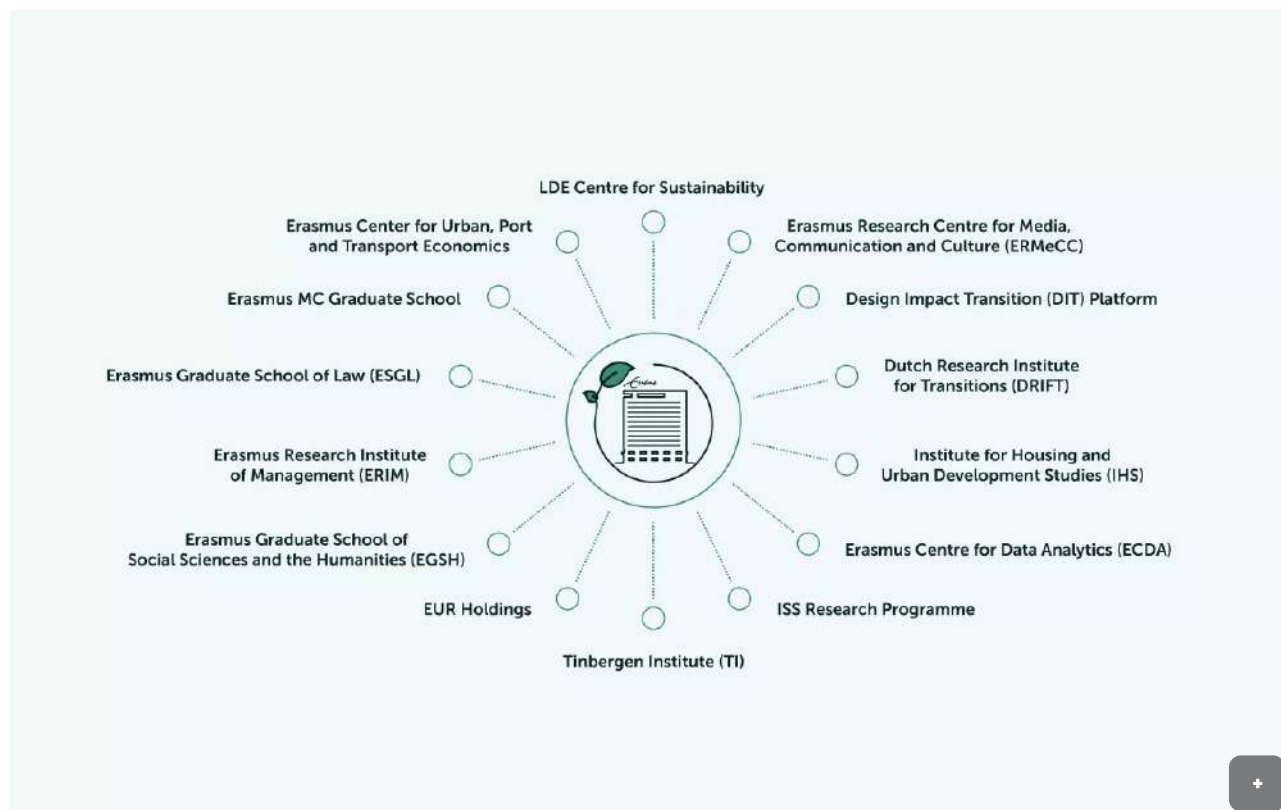 LDE Centre for Sustainability
Erasmus Center for Urban, Port
and Transport Economics
Erasmus Research Centre for Media,
Communication and Culture (ERMeCC)
Erasmus MC Graduate School
Design Impact Transition (DIT) Platform
Erasmus Graduate School of Law (ESGL)
Dutch Research Institute
for Transitions (DRIFT)
Erasmus
Erasmus Research Institute
of Management (ERIM)
Institute for Housing and
Urban Development Studies (IHS)
Erasmus Graduate School of
Social Sciences and the Humanities (EGSH)
Erasmus Centre for Data Analytics (ECDA)
EUR Holdings
ISS Research Programme
Tinbergen Institute (TI)
+